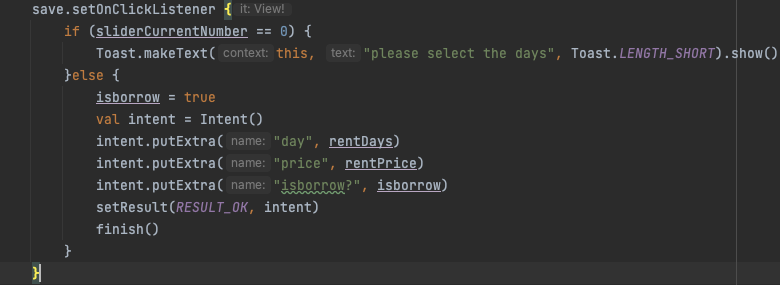 save.setOnClickListener { it: View!
if (sliderCurrentNumber == 0) {
Toast.makeText( context: this, text: "please select the days", Toast.LENGTH_SHORT).show()
}else {
isborrow = true
val intent = Intent()
intent.putExtra( name: "day", rentDays)
intent.putExtra( name: "price", rentPrice)
intent.putExtra( name: "isborrow?", isborrow)
setResult(RESULT_OK, intent)
finish()
}
}